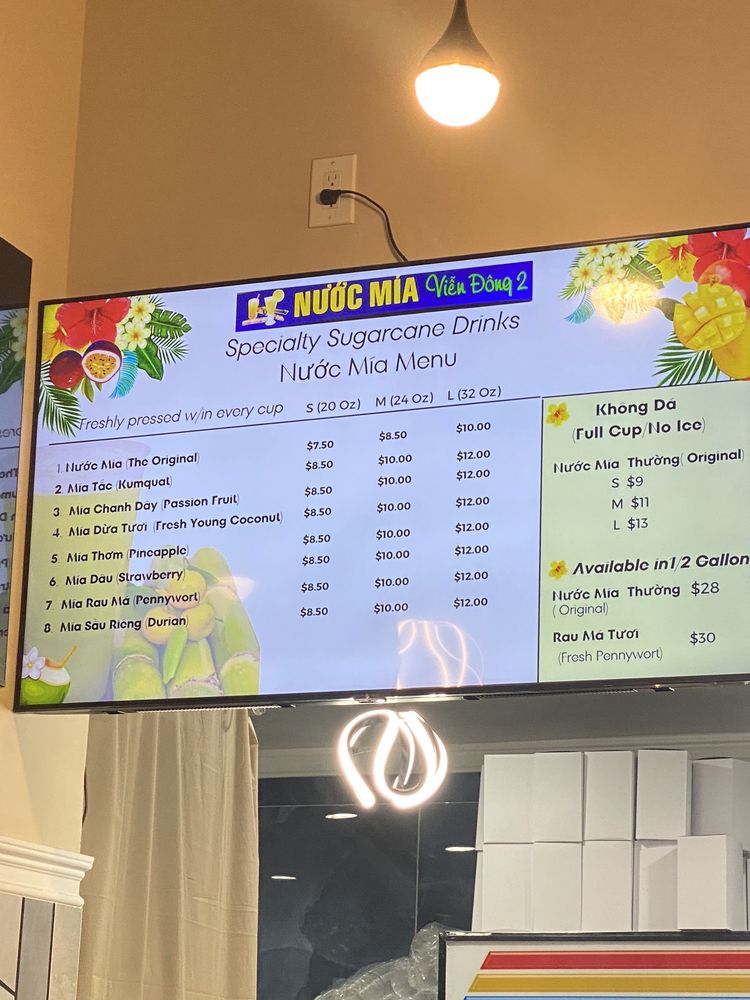 NƯỚC MÍA Viễn Đông 2
Specialty Sugarcane Drinks
Nước Mía Menu
Freshly pressed w/in every cup S (20 Oz) M (24 Oz) L (32 Oz)
1. Nước Mía (The Original) $7.50 $8.50 $10.00
2. Mía Tắc (Kumquat) $8.50 $10.00 $12.00
3. Mía Chanh Dây (Passion Fruit) $8.50 $10.00 $12.00
4. Mía Dừa Tươi (Fresh Young Coconut) $8.50 $10.00 $12.00
5. Mía Thơm (Pineapple) $8.50 $10.00 $12.00
6. Mía Dâu (Strawberry) $8.50 $10.00 $12.00
7. Mía Rau Má (Pennywort) $8.50 $10.00 $12.00
8. Mía Sầu Riêng (Durian) $8.50 $10.00 $12.00
Không Đá
(Full Cup/No Ice)
Nước Mía Thường( Original)
S $9
M $11
L $13
Available in1/2 Gallon
Nước Mía Thường $28
( Original)
Rau Má Tươi $30
(Fresh Pennywort)